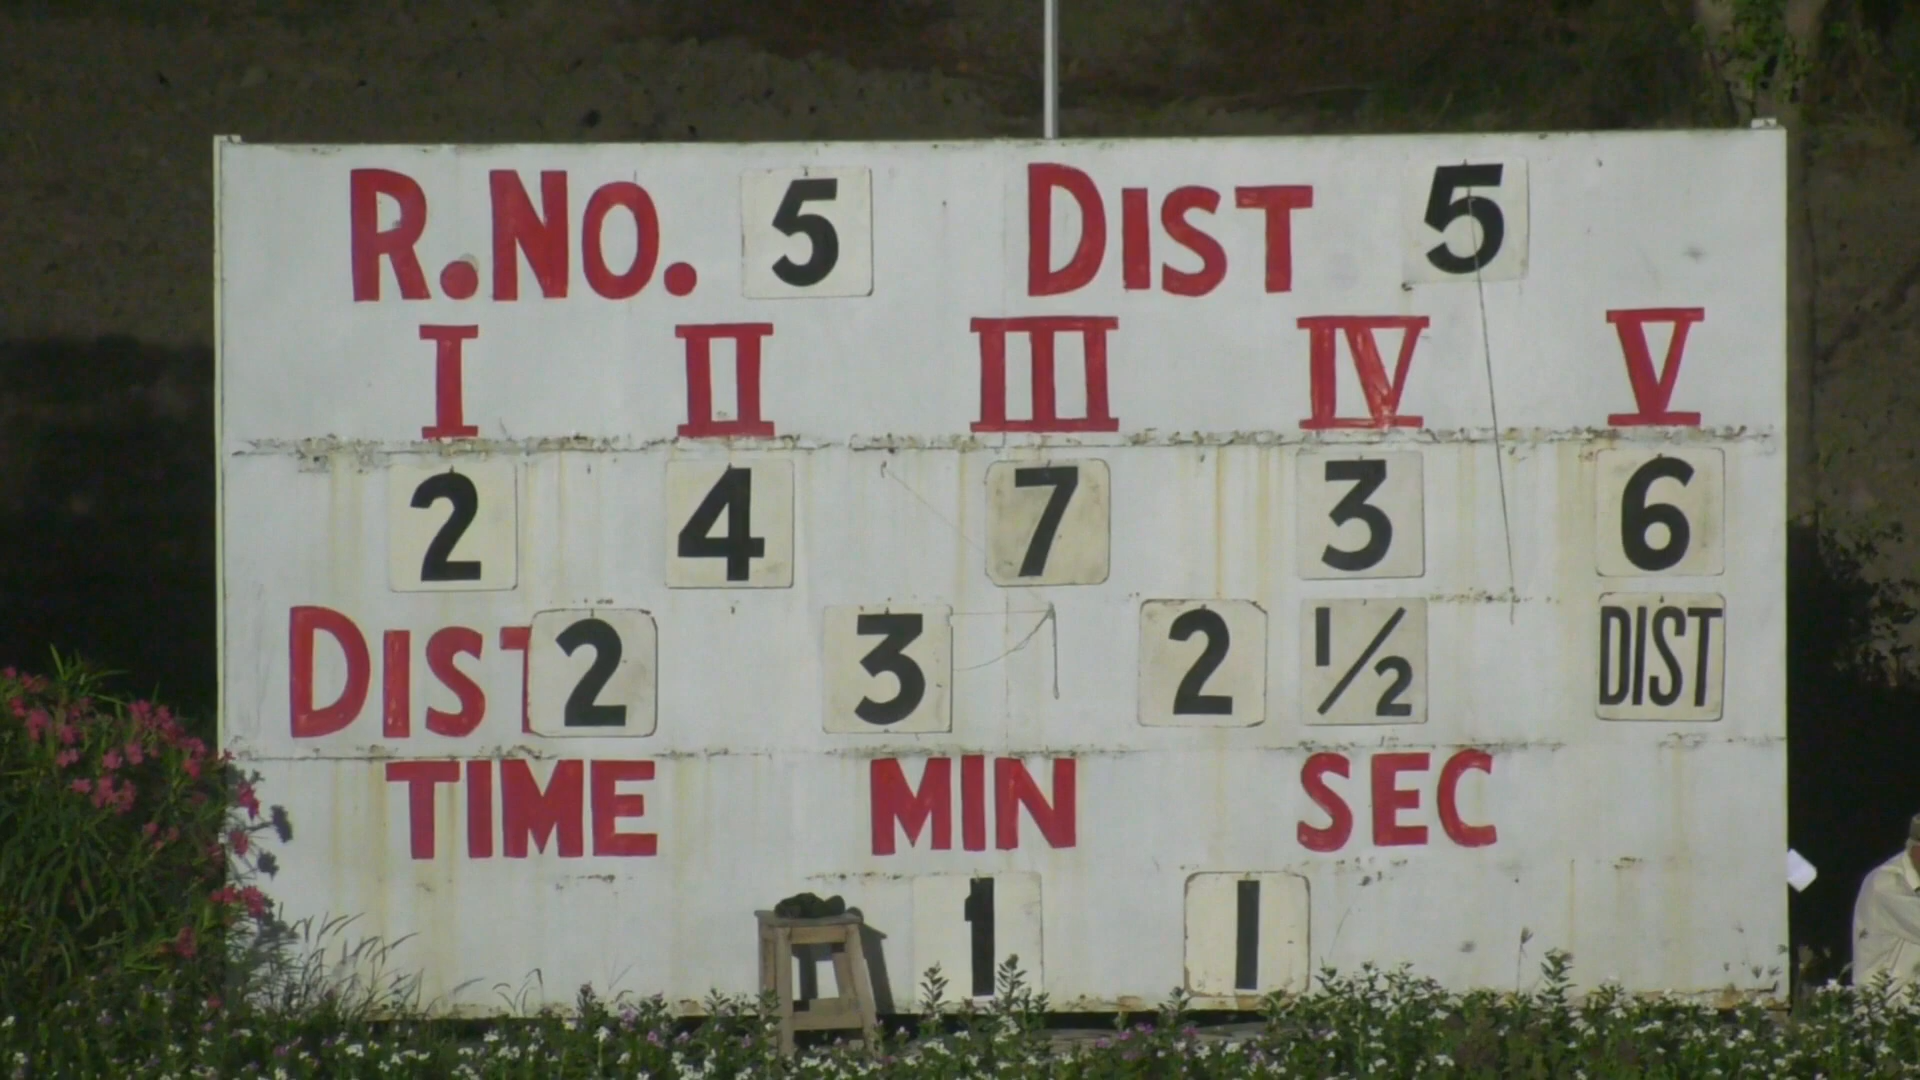 R.NO. 5 DIST 5
I II III IV V
2 4 7 3 6
DIST 2 3 2 1/2 DIST
TIME MIN SEC
1 1